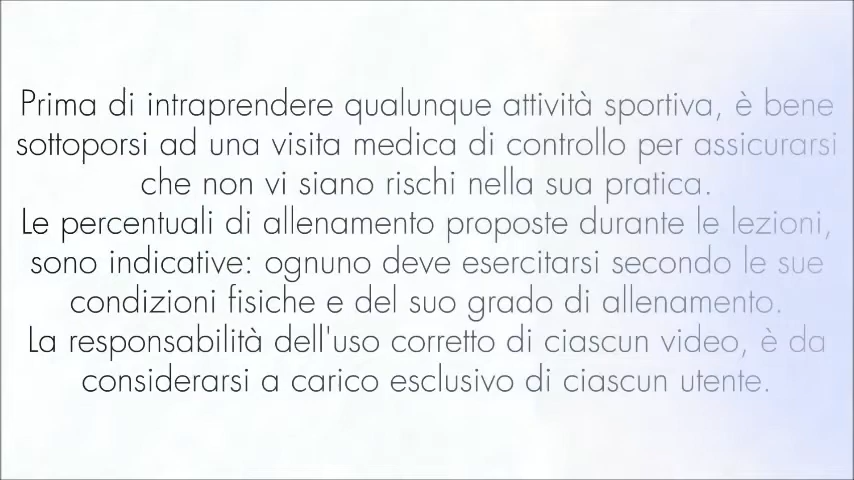 Prima di intraprendere qualunque attività sportiva, è bene
sottoporsi ad una visita medica di controllo per assicurarsi
che non vi siano rischi nella sua pratica.
Le percentuali di allenamento proposte durante le lezioni,
sono indicative: ognuno deve esercitarsi secondo le sue
condizioni fisiche e del suo grado di allenamento.
La responsabilità dell'uso corretto di ciascun video, è da
considerarsi a carico esclusivo di ciascun utente.